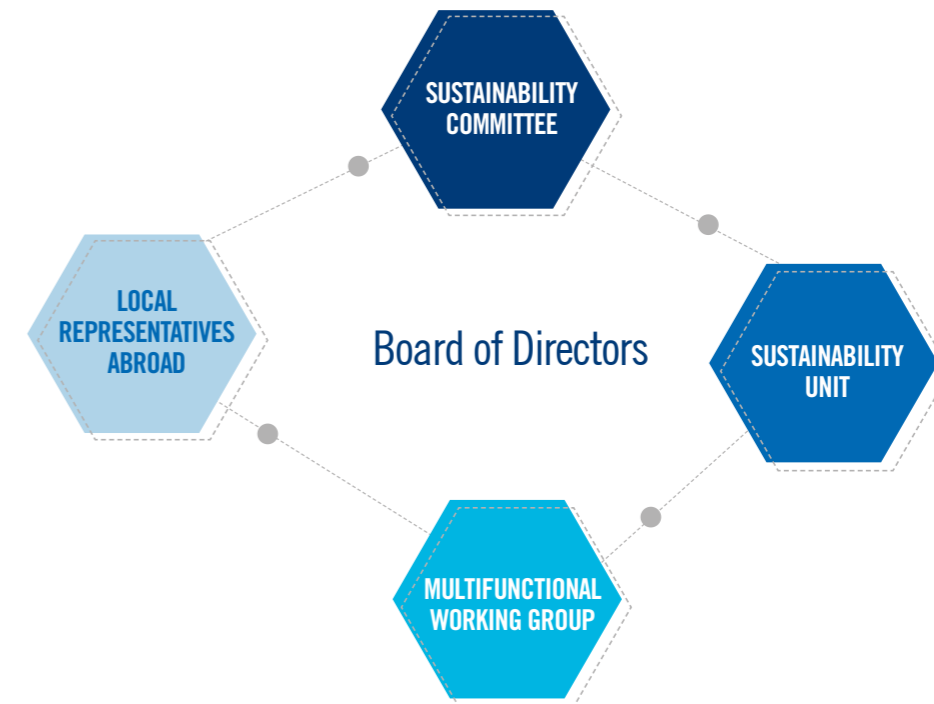 SUSTAINABILITY
COMMITTEE
LOCAL
REPRESENTATIVES
ABROAD
Board of Directors
SUSTAINABILITY
UNIT
MULTIFUNCTIONAL
WORKING GROUP